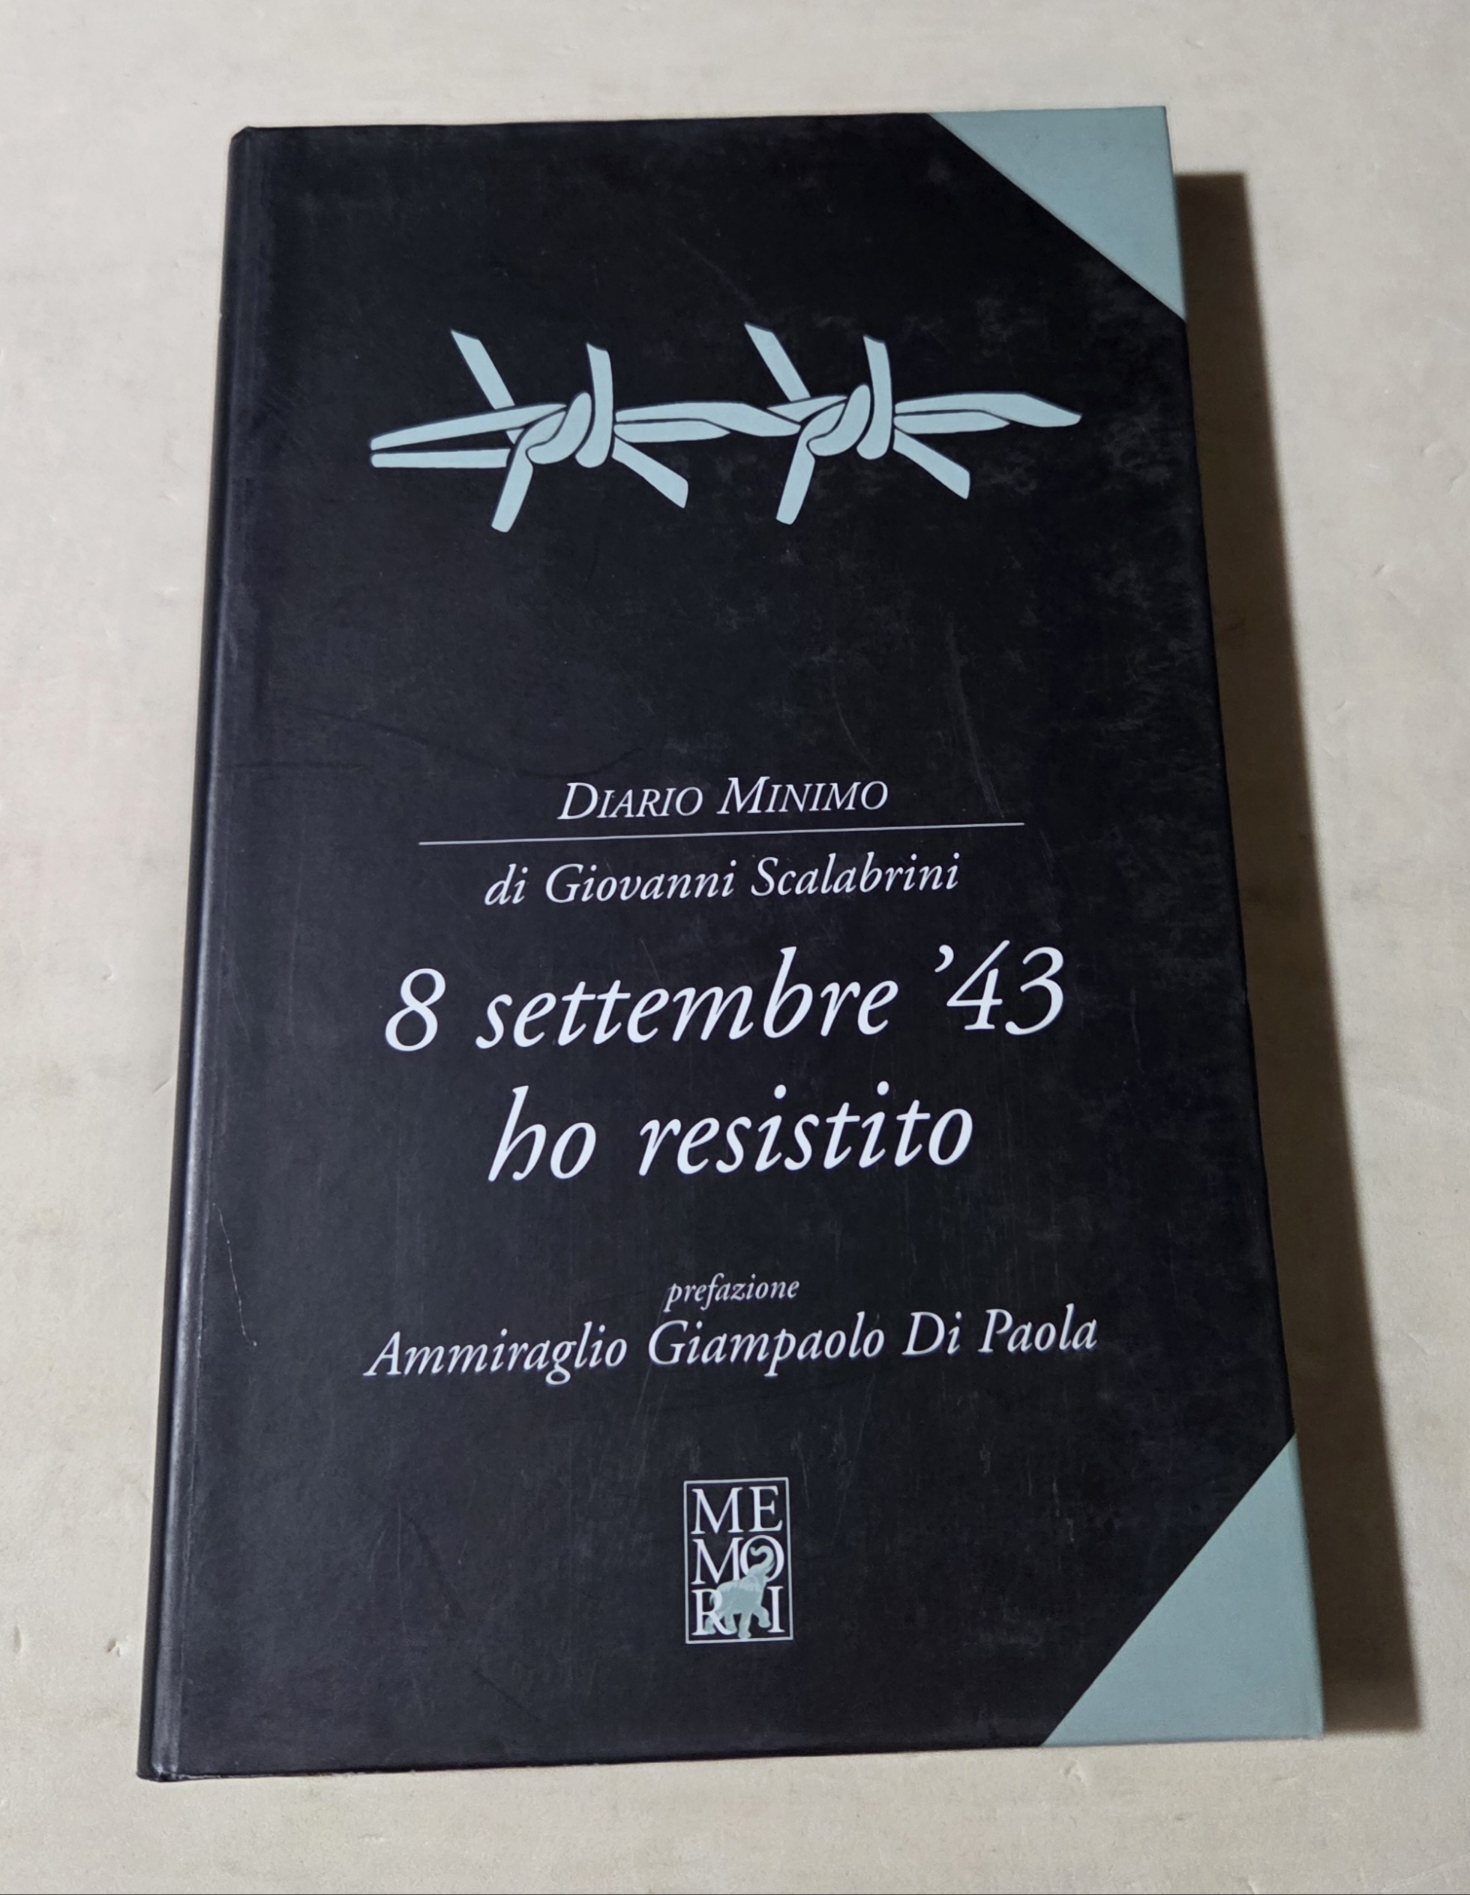 DIARIO MINIMO
di Giovanni Scalabrini
8 settembre ’43
ho resistito
prefazione
Ammiraglio Giampaolo Di Paola
ME
MO
RI